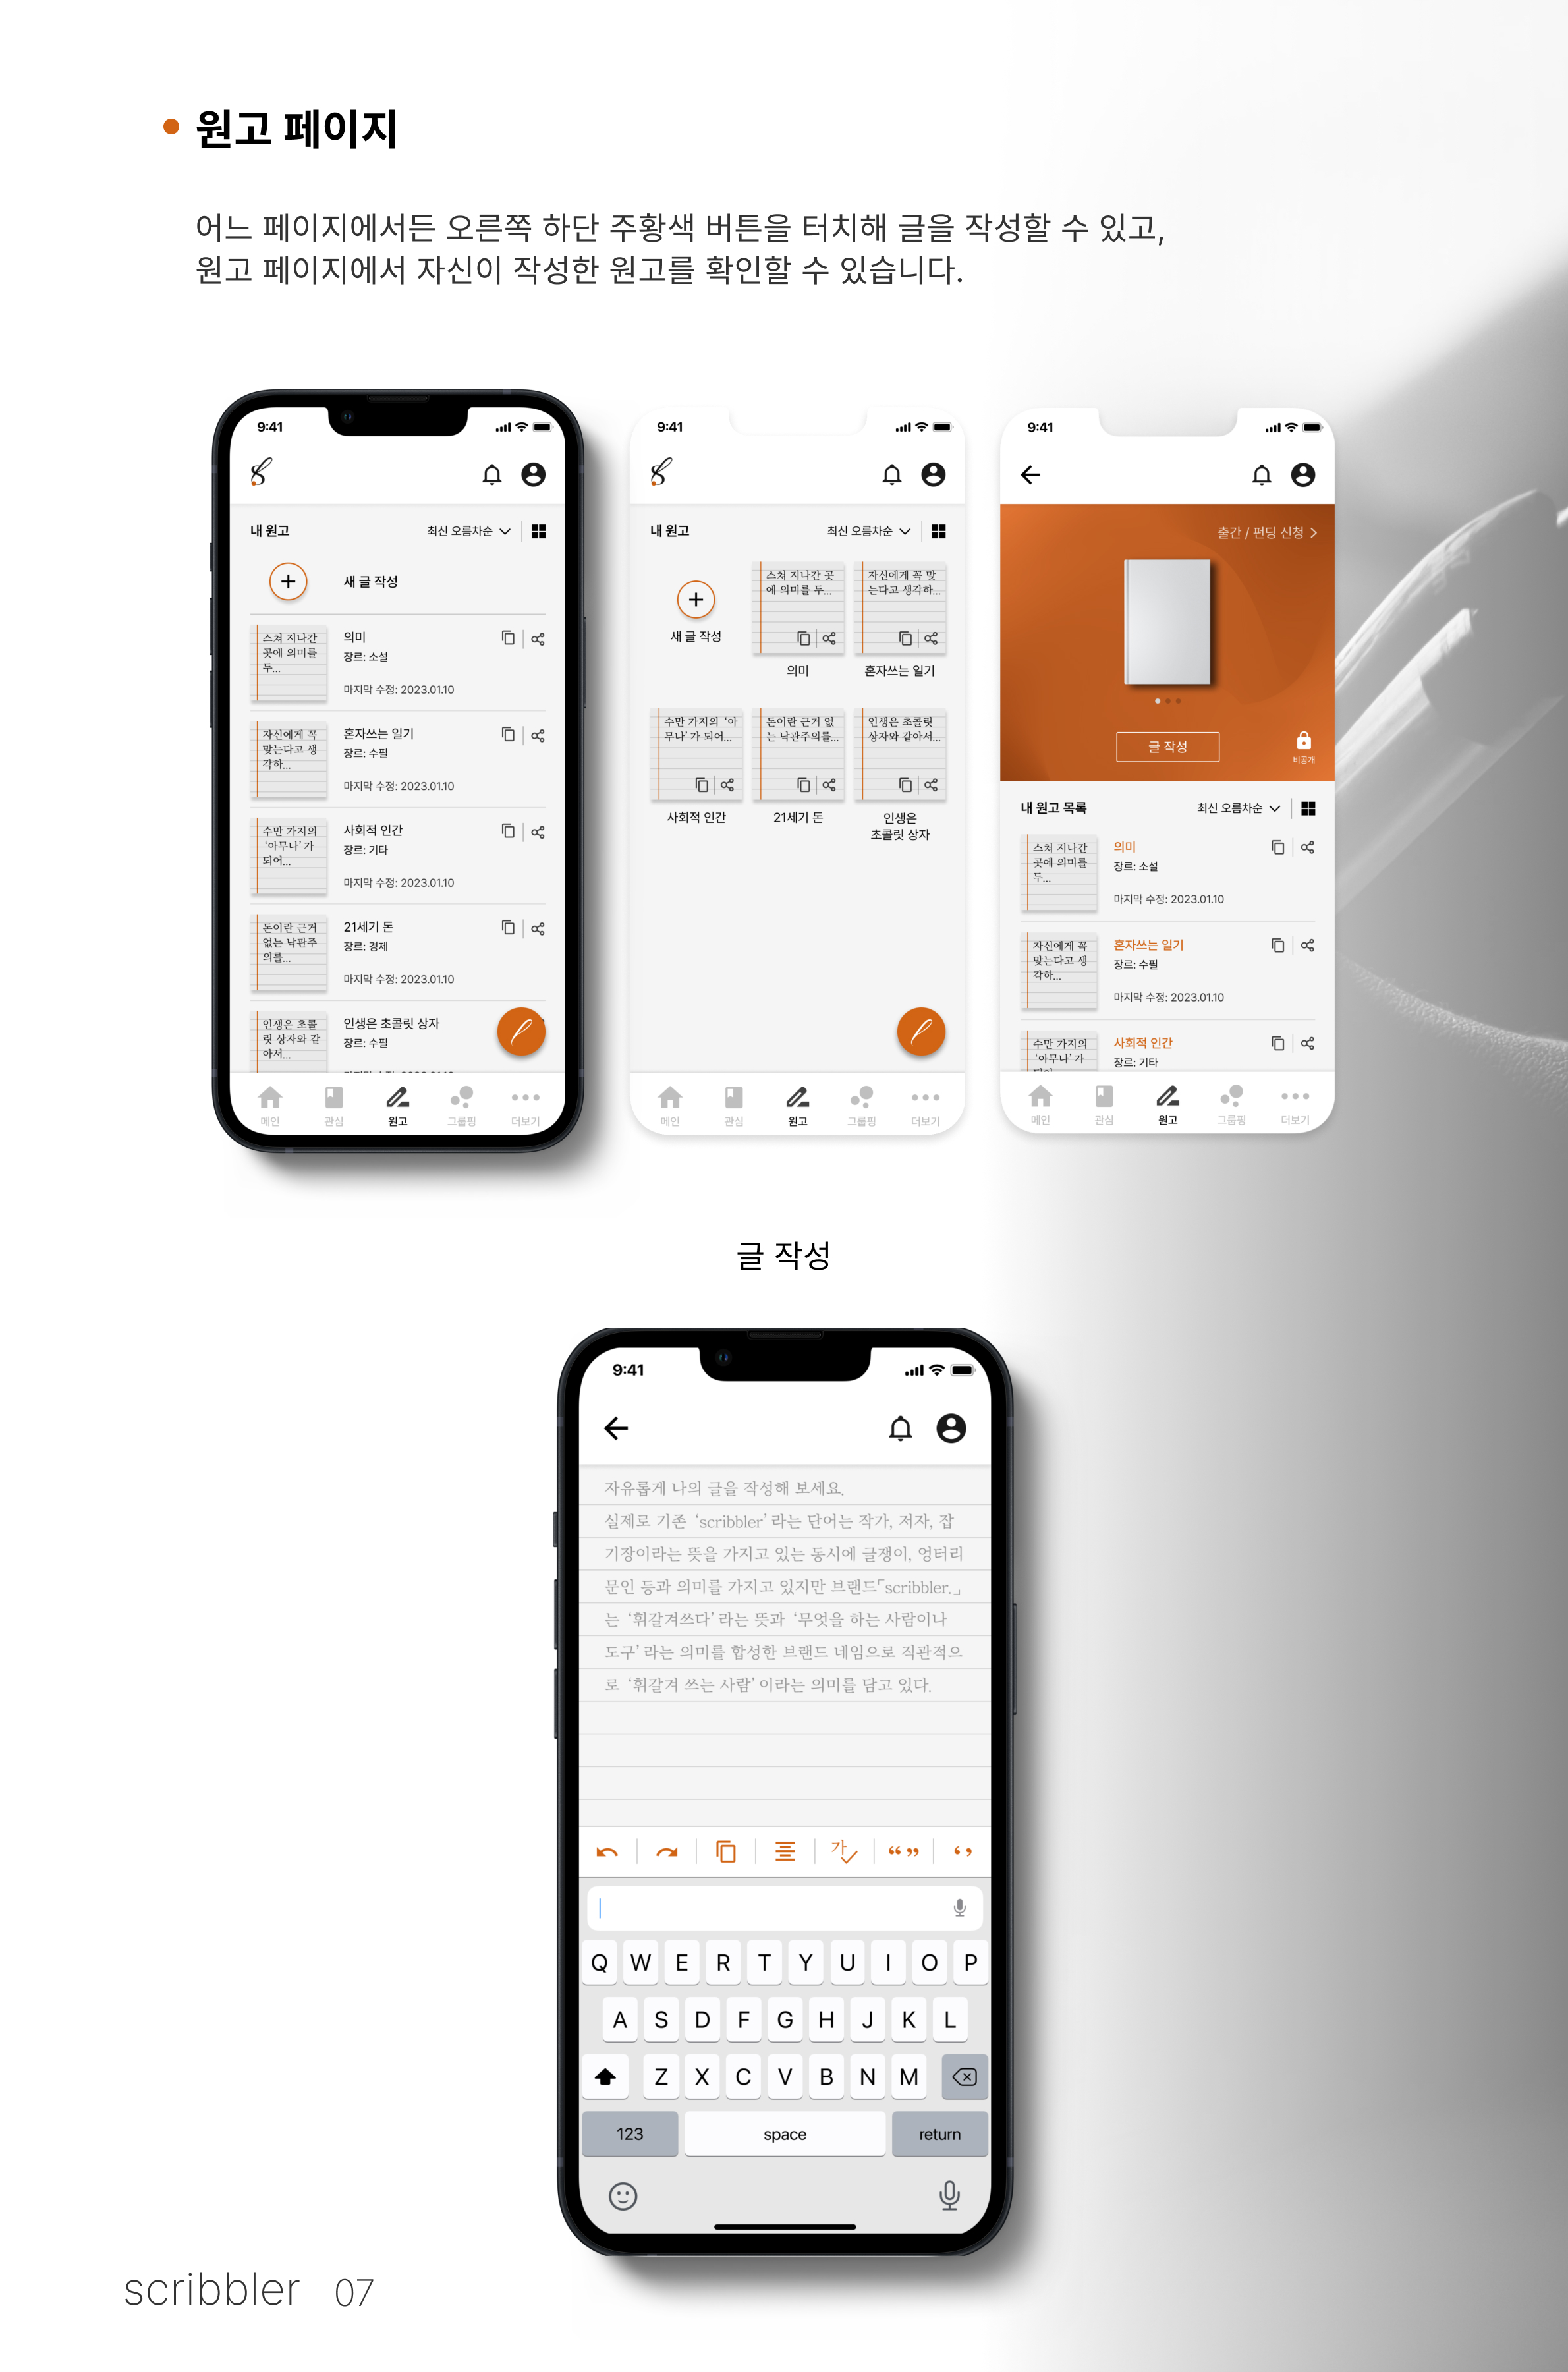 원고 페이지
어느 페이지에서든 오른쪽 하단 주황색 버튼을 터치해 글을 작성할 수 있고,
원고 페이지에서 자신이 작성한 원고를 확인할 수 있습니다.
9:41
내 원고
최신 오름차순
새 글 작성
스쳐 지나간
곳에 의미를
두...
의미
장르: 소설
마지막 수정: 2023.01.10
자신에게 꼭
맞는다고 생
각하...
혼자쓰는 일기
장르: 수필
마지막 수정: 2023.01.10
수만 가지의
‘아무나’가
되어...
사회적 인간
장르: 기타
마지막 수정: 2023.01.10
돈이란 근거
없는 낙관주
의를...
21세기 돈
장르: 경제
마지막 수정: 2023.01.10
인생은 초콜
릿 상자와 같
아서...
인생은 초콜릿 상자
장르: 수필
메인
관심
원고
그룹핑
더보기
9:41
내 원고
최신 오름차순
새 글 작성
스쳐 지나간 곳
에 의미를 두...
의미
자신에게 꼭 맞
는다고 생각하...
혼자쓰는 일기
수만 가지의 ‘아
무나’가 되어...
사회적 인간
돈이란 근거 없
는 낙관주의를...
21세기 돈
인생은 초콜릿
상자와 같아서...
인생은
초콜릿 상자
메인
관심
원고
그룹핑
더보기
9:41
출간 / 펀딩 신청
글 작성
비공개
내 원고 목록
최신 오름차순
스쳐 지나간
곳에 의미를
두...
의미
장르: 소설
마지막 수정: 2023.01.10
자신에게 꼭
맞는다고 생
각하...
혼자쓰는 일기
장르: 수필
마지막 수정: 2023.01.10
수만 가지의
‘아무나’가
사회적 인간
장르: 기타
메인
관심
원고
그룹핑
더보기
글 작성
9:41
자유롭게 나의 글을 작성해 보세요.
실제로 기존 ‘scribbler’라는 단어는 작가, 저자, 잡
기장이라는 뜻을 가지고 있는 동시에 글쟁이, 엉터리
문인 등과 의미를 가지고 있지만 브랜드「scribbler.」
는 ‘휘갈겨쓰다’라는 뜻과 ‘무엇을 하는 사람이나
도구’라는 의미를 합성한 브랜드 네임으로 직관적으
로 ‘휘갈겨 쓰는 사람’이라는 의미를 담고 있다.
가
“ ”
‘ ’
Q W E R T Y U I O P
A S D F G H J K L
Z X C V B N M
123
space
return
scribbler 07